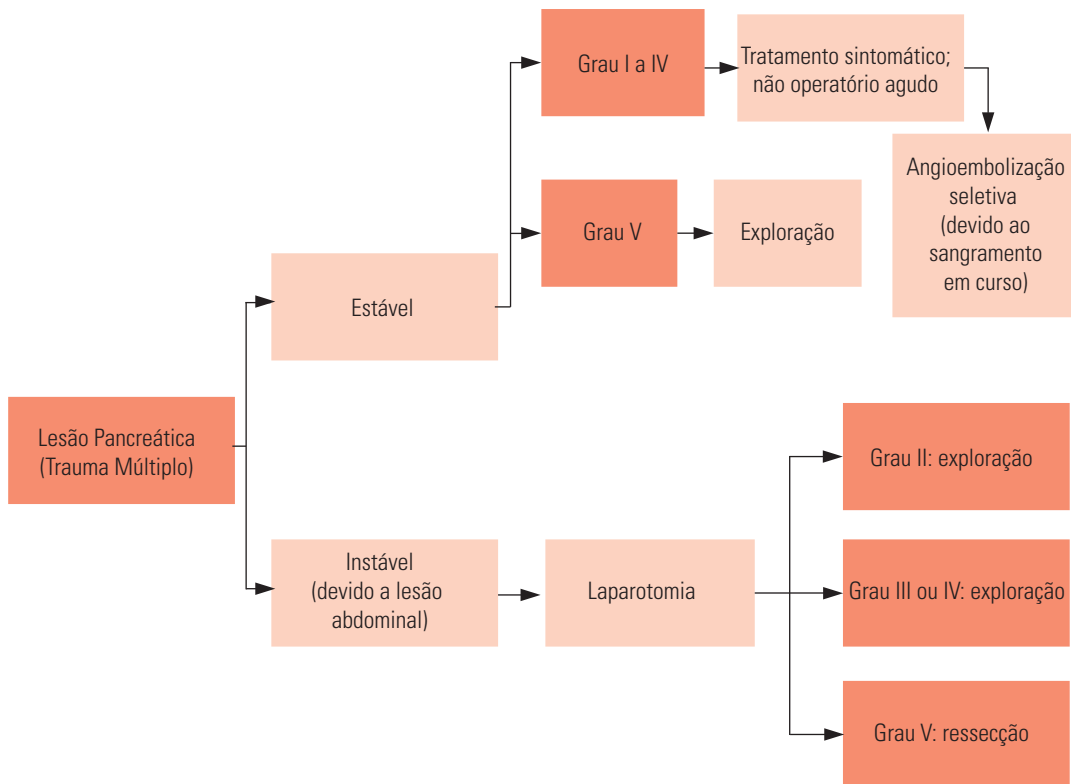 Lesão Pancreática
(Trauma Múltiplo)
Estável
Grau I a IV
Tratamento sintomático;
não operatório agudo
Angioembolização
seletiva
(devido ao
sangramento
em curso)
Grau V
Exploração
Instável
(devido a lesão
abdominal)
Laparotomia
Grau II: exploração
Grau III ou IV: exploração
Grau V: ressecção